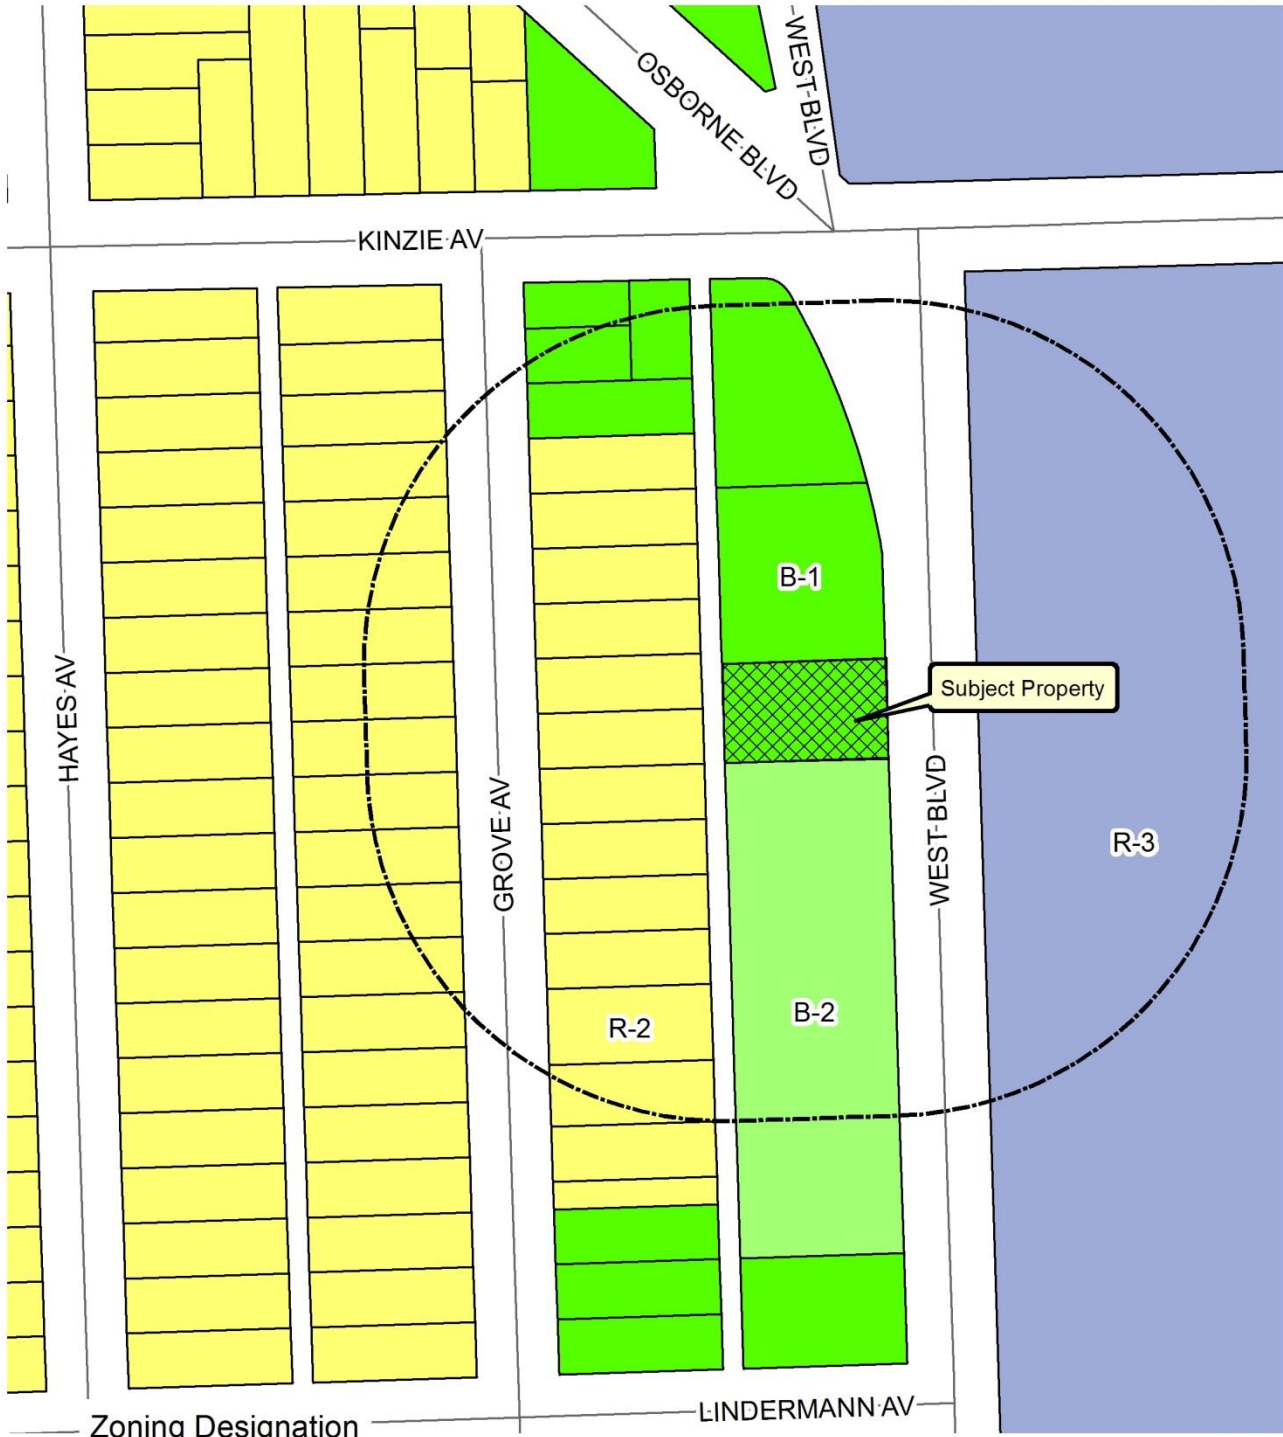 WEST BLVD
OSBORNE BLVD
KINZIE AV
B-1
Subject Property
HAYES AV
GROVE AV
WEST BLVD
R-3
R-2
B-2
LINDERMANN AV
Zoning Designation